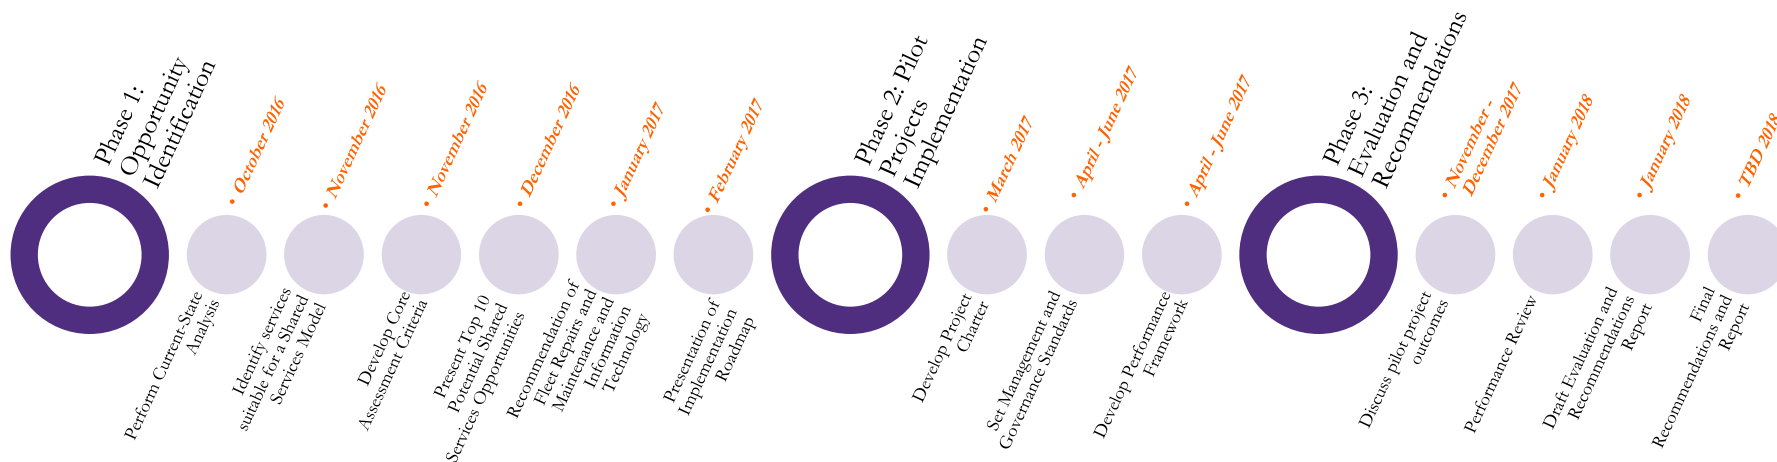 Phase 1:
Opportunity
Identification
• October 2016
Perform Current-State
Analysis
• November 2016
Identify services
suitable for a Shared
Services Model
• November 2016
Develop Core
Assessment Criteria
• December 2016
Present Top 10
Potential Shared
Services Opportunities
• January 2017
Recommendation of
Fleet Repairs and
Maintenance and
Information
Technology
• February 2017
Presentation of
Implementation
Roadmap
Phase 2: Pilot
Projects
Implementation
• March 2017
Develop Project
Charter
• April - June 2017
Set Management and
Governance Standards
• April - June 2017
Develop Performance
Framework
Phase 3:
Evaluation and
Recommendations
• November -
December 2017
Discuss pilot project
outcomes
• January 2018
Performance Review
• January 2018
Draft Evaluation and
Recommendations
Report
• TBD 2018
Final
Recommendations and
Report